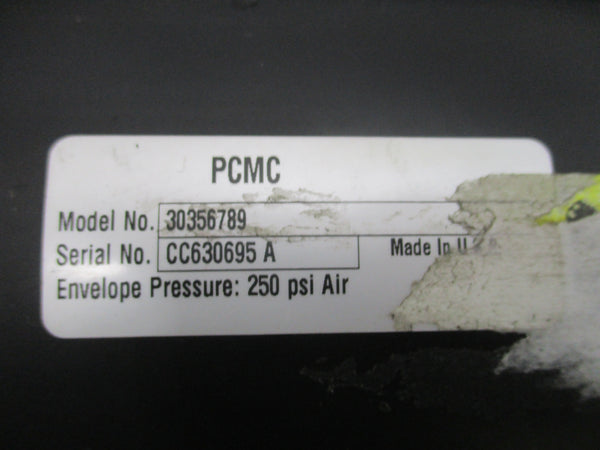 PCMC
Model No. 30356789
Serial No. CC630695 A
Made In U.S.A.
Envelope Pressure: 250 psi Air